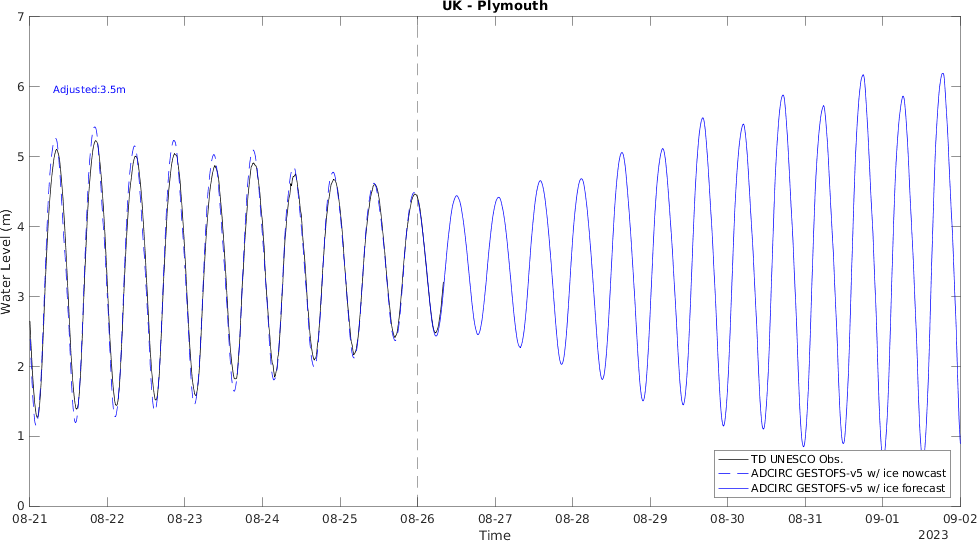 UK - Plymouth
7
6
5
4
3
2
1
0
Water Level (m)
Adjusted:3.5m
TD UNESCO Obs.
ADCIRC GESTOFS-v5 w/ ice nowcast
ADCIRC GESTOFS-v5 w/ ice forecast
08-21 08-22 08-23 08-24 08-25 08-26 08-27 08-28 08-29 08-30 08-31 09-01 09-02
Time
2023